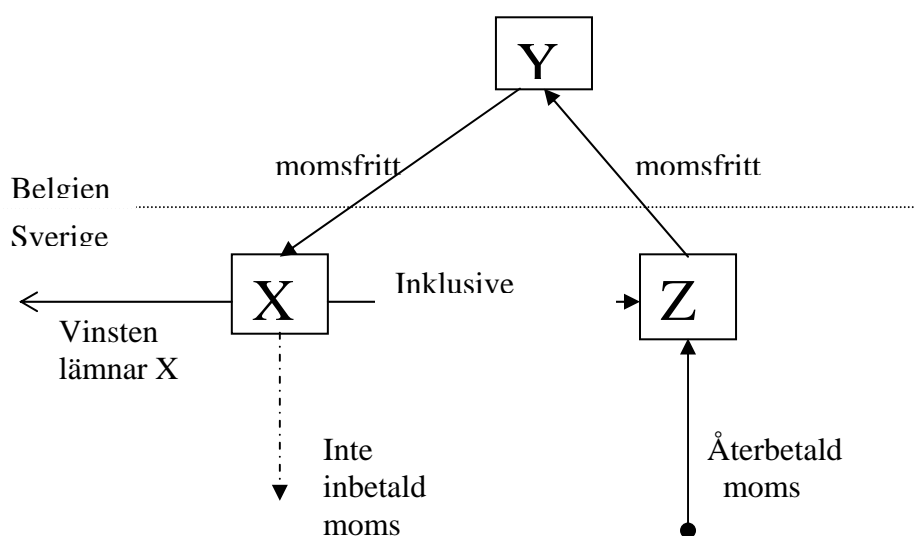 Y
momsfritt
momsfritt
Belgien
Sverige
X
Inklusive
Z
Vinsten
lämnar X
Inte
inbetald
moms
Återbetald
moms